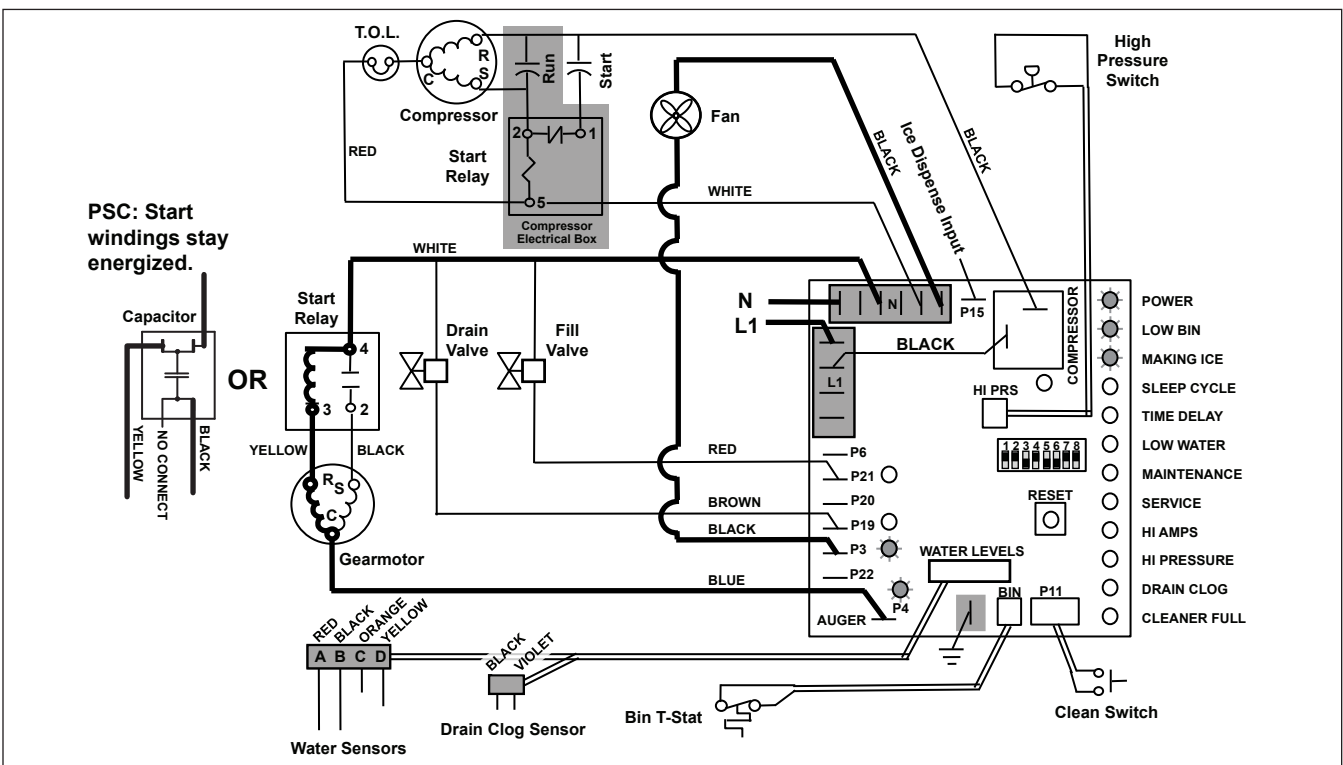 T.O.L.
R
S
C
Compressor
Run
Start
RED
2
1
Start
Relay
5
Compressor
Electrical Box
Fan
BLACK
Ice Dispense Input
BLACK
High
Pressure
Switch
WHITE
PSC: Start
windings stay
energized.
Capacitor
YELLOW
NO CONNECT
BLACK
OR
WHITE
Start
Relay
4
3
2
YELLOW
BLACK
R
S
C
Gearmotor
Drain
Valve
Fill
Valve
N
L1
N
P15
BLACK
L1
COMPRESSOR
HI PRS
1 2 3 4 5 6 7 8
RESET
POWER
LOW BIN
MAKING ICE
SLEEP CYCLE
TIME DELAY
LOW WATER
MAINTENANCE
SERVICE
HI AMPS
HI PRESSURE
DRAIN CLOG
CLEANER FULL
RED
P6
P21
P20
BROWN
P19
BLACK
P3
P22
BLUE
P4
AUGER
WATER LEVELS
BIN
P11
RED
BLACK
ORANGE
YELLOW
A B C D
Water Sensors
BLACK
VIOLET
Drain Clog Sensor
Bin T-Stat
Clean Switch